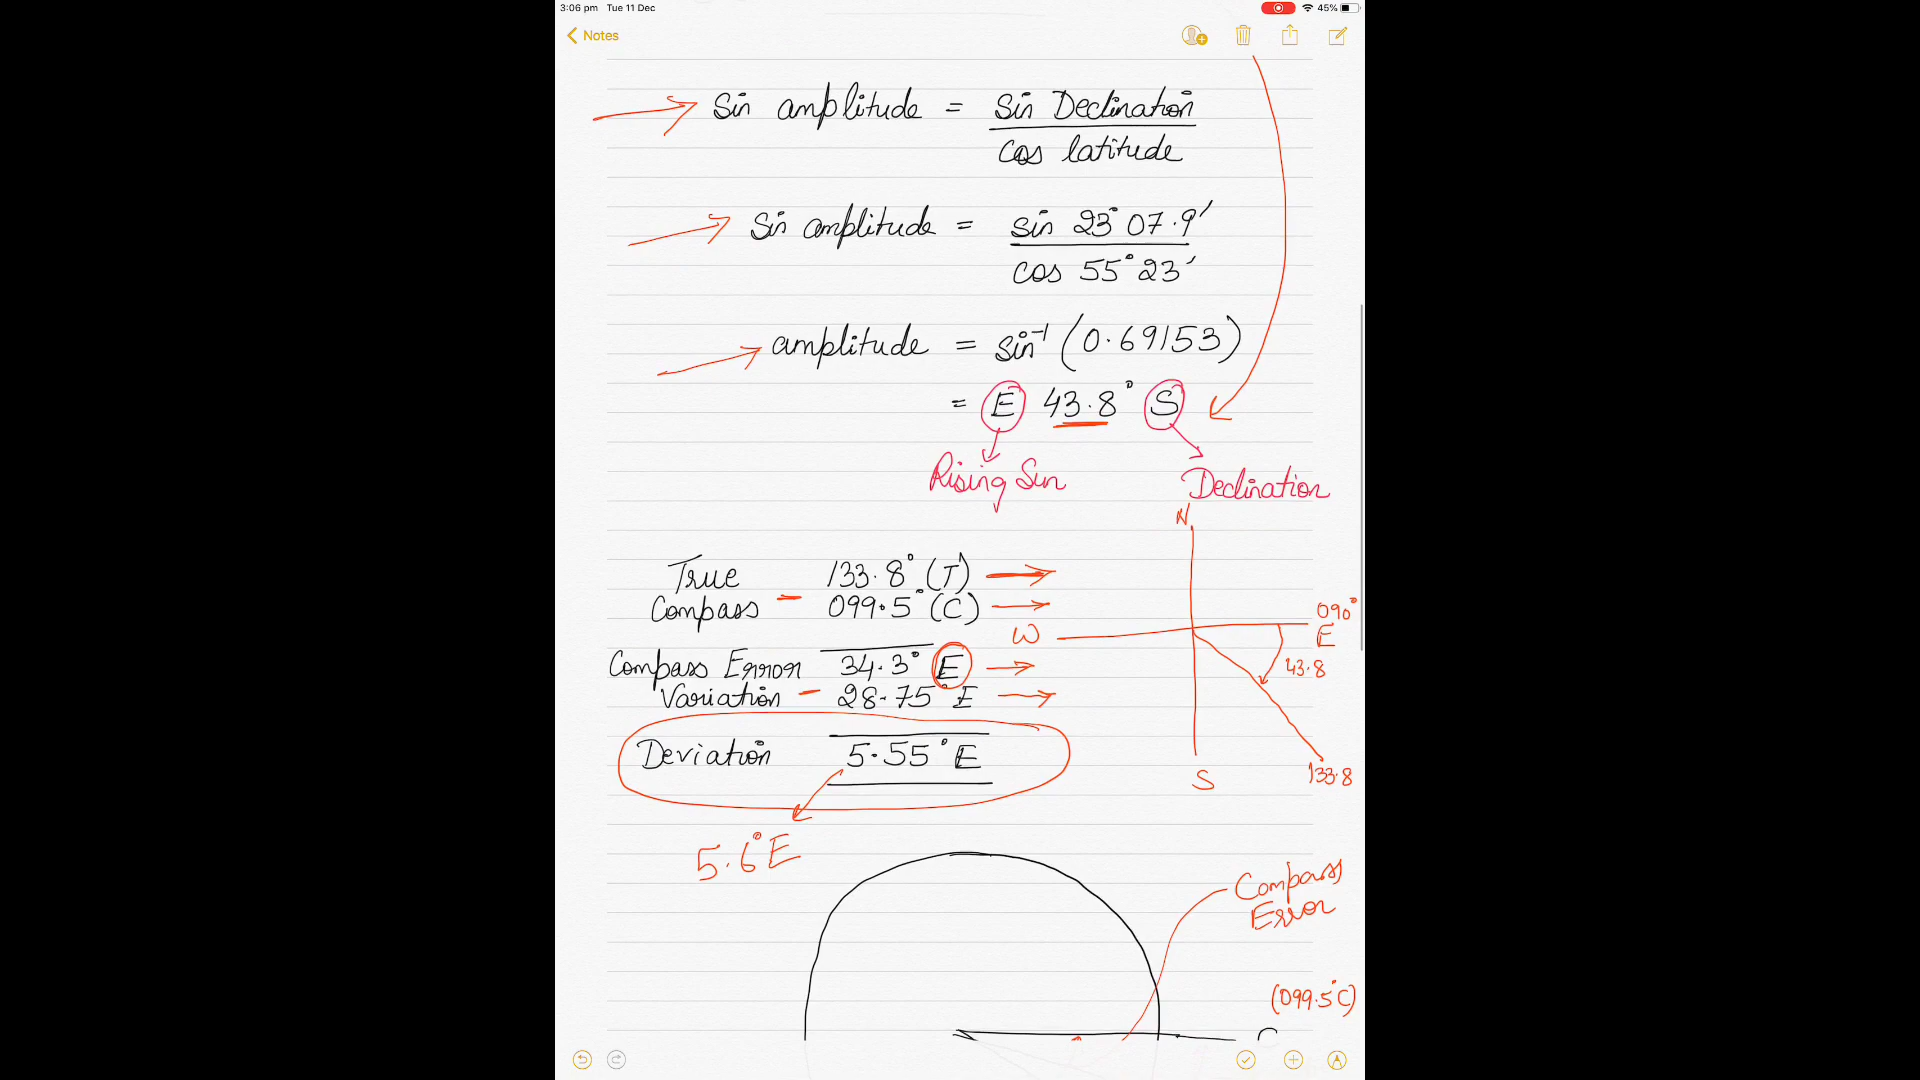 3:06 pm Tue 11 Dec 45%
Notes
Sin amplitude = Sin Declination
Cos latitude
Sin amplitude = Sin 23° 07.9'
Cos 55° 23'
amplitude = Sin⁻¹ (0.69153)
= E 43.8° S
Rising Sun
Declination
N
True 133.8° (T)
Compass - 099.5° (C)
090°
W
E
Compass Error 34.3° E
43.8
Variation - 28.75° E
Deviation 5.55° E
S
133.8
5.6° E
Compass
Error
(099.5°C)
C